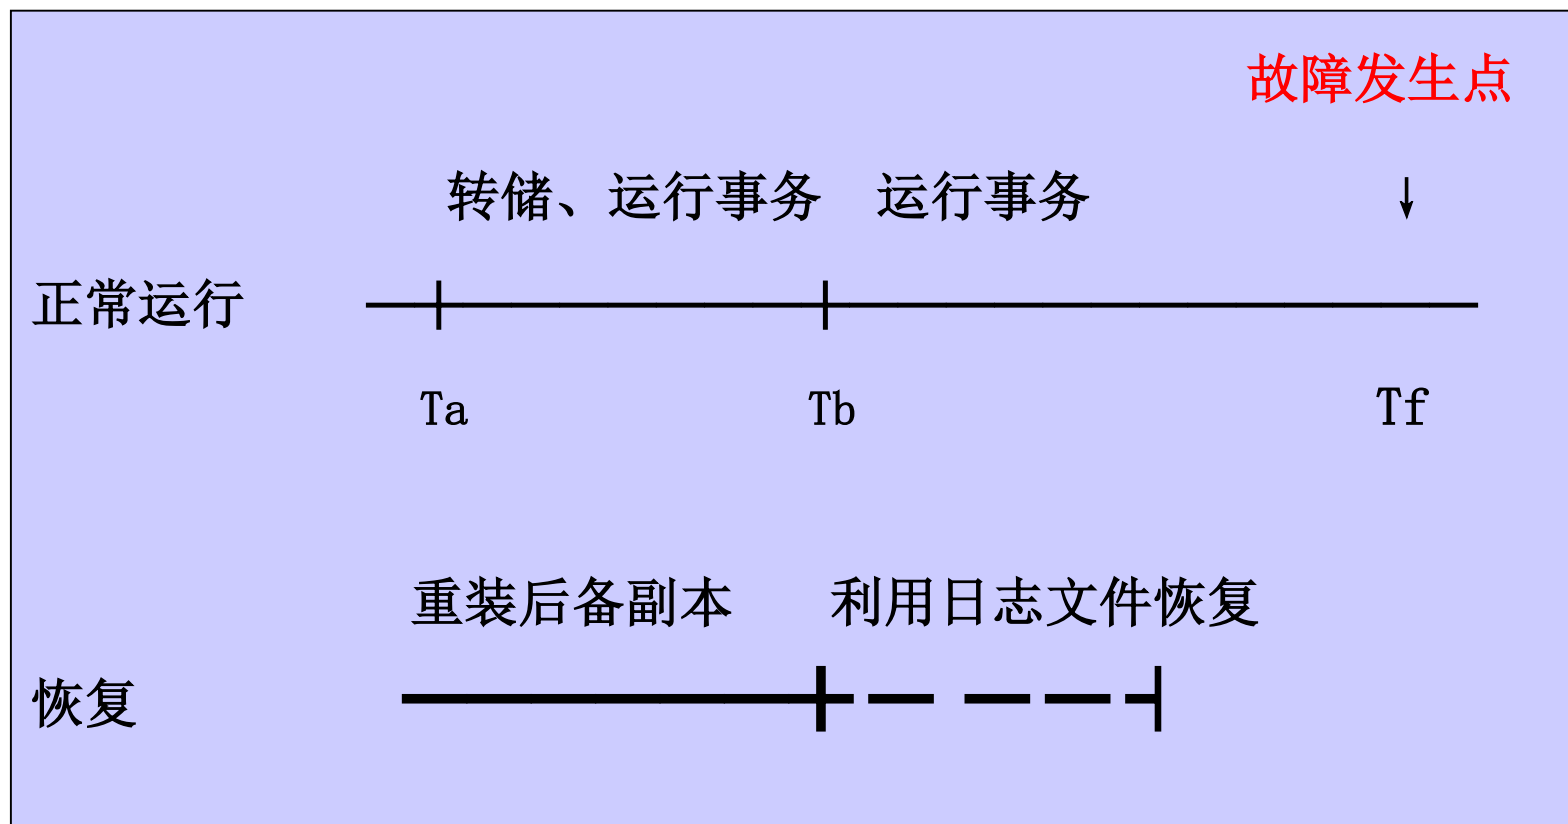 故障发生点
转储、运行事务 运行事务
↓
正常运行
Ta Tb Tf
重装后备副本 利用日志文件恢复
恢复